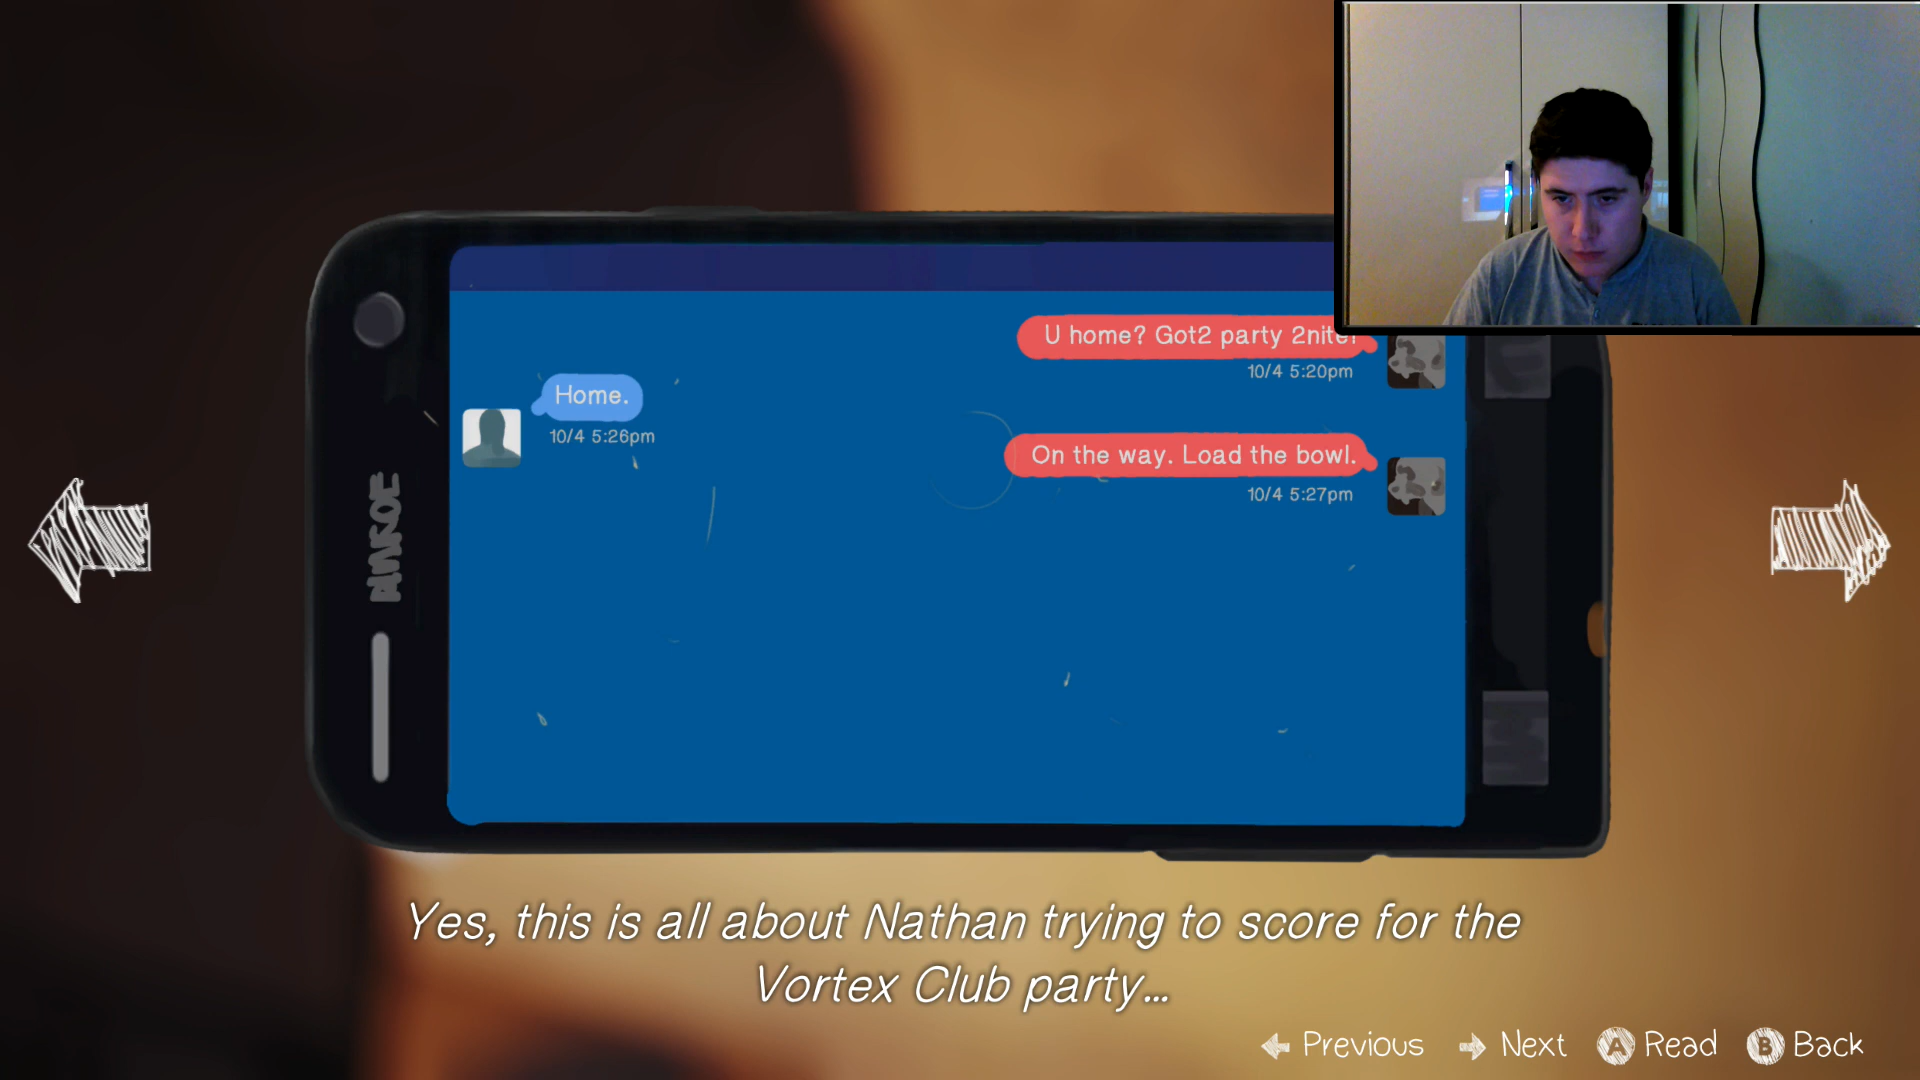 U home? Got2 party 2nite!
10/4 5:20pm
Home.
10/4 5:26pm
On the way. Load the bowl.
10/4 5:27pm
Yes, this is all about Nathan trying to score for the
Vortex Club party...
Previous Next A Read B Back